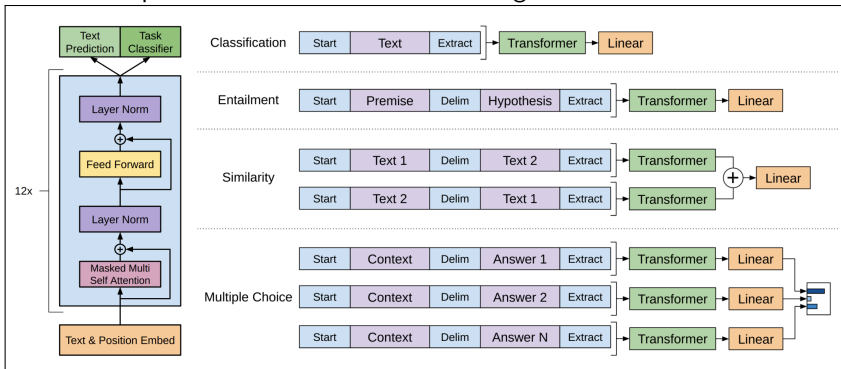 Text
Prediction
Task
Classifier
Layer Norm
Feed Forward
12x
Layer Norm
Masked Multi
Self Attention
Text & Position Embed
Classification Start Text Extract Transformer Linear
Entailment Start Premise Delim Hypothesis Extract Transformer Linear
Similarity
Start Text 1 Delim Text 2 Extract Transformer
Start Text 2 Delim Text 1 Extract Transformer
+ Linear
Multiple Choice
Start Context Delim Answer 1 Extract Transformer Linear
Start Context Delim Answer 2 Extract Transformer Linear
Start Context Delim Answer N Extract Transformer Linear